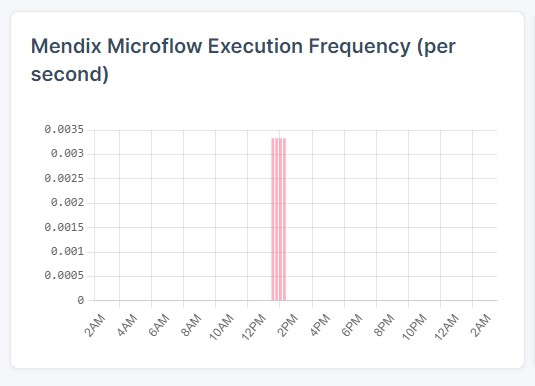 Mendix Microflow Execution Frequency (per
second)
0.0035
0.003
0.0025
0.002
0.0015
0.001
0.0005
0
2AM 4AM 6AM 8AM 10AM 12PM 2PM 4PM 6PM 8PM 10PM 12AM 2AM